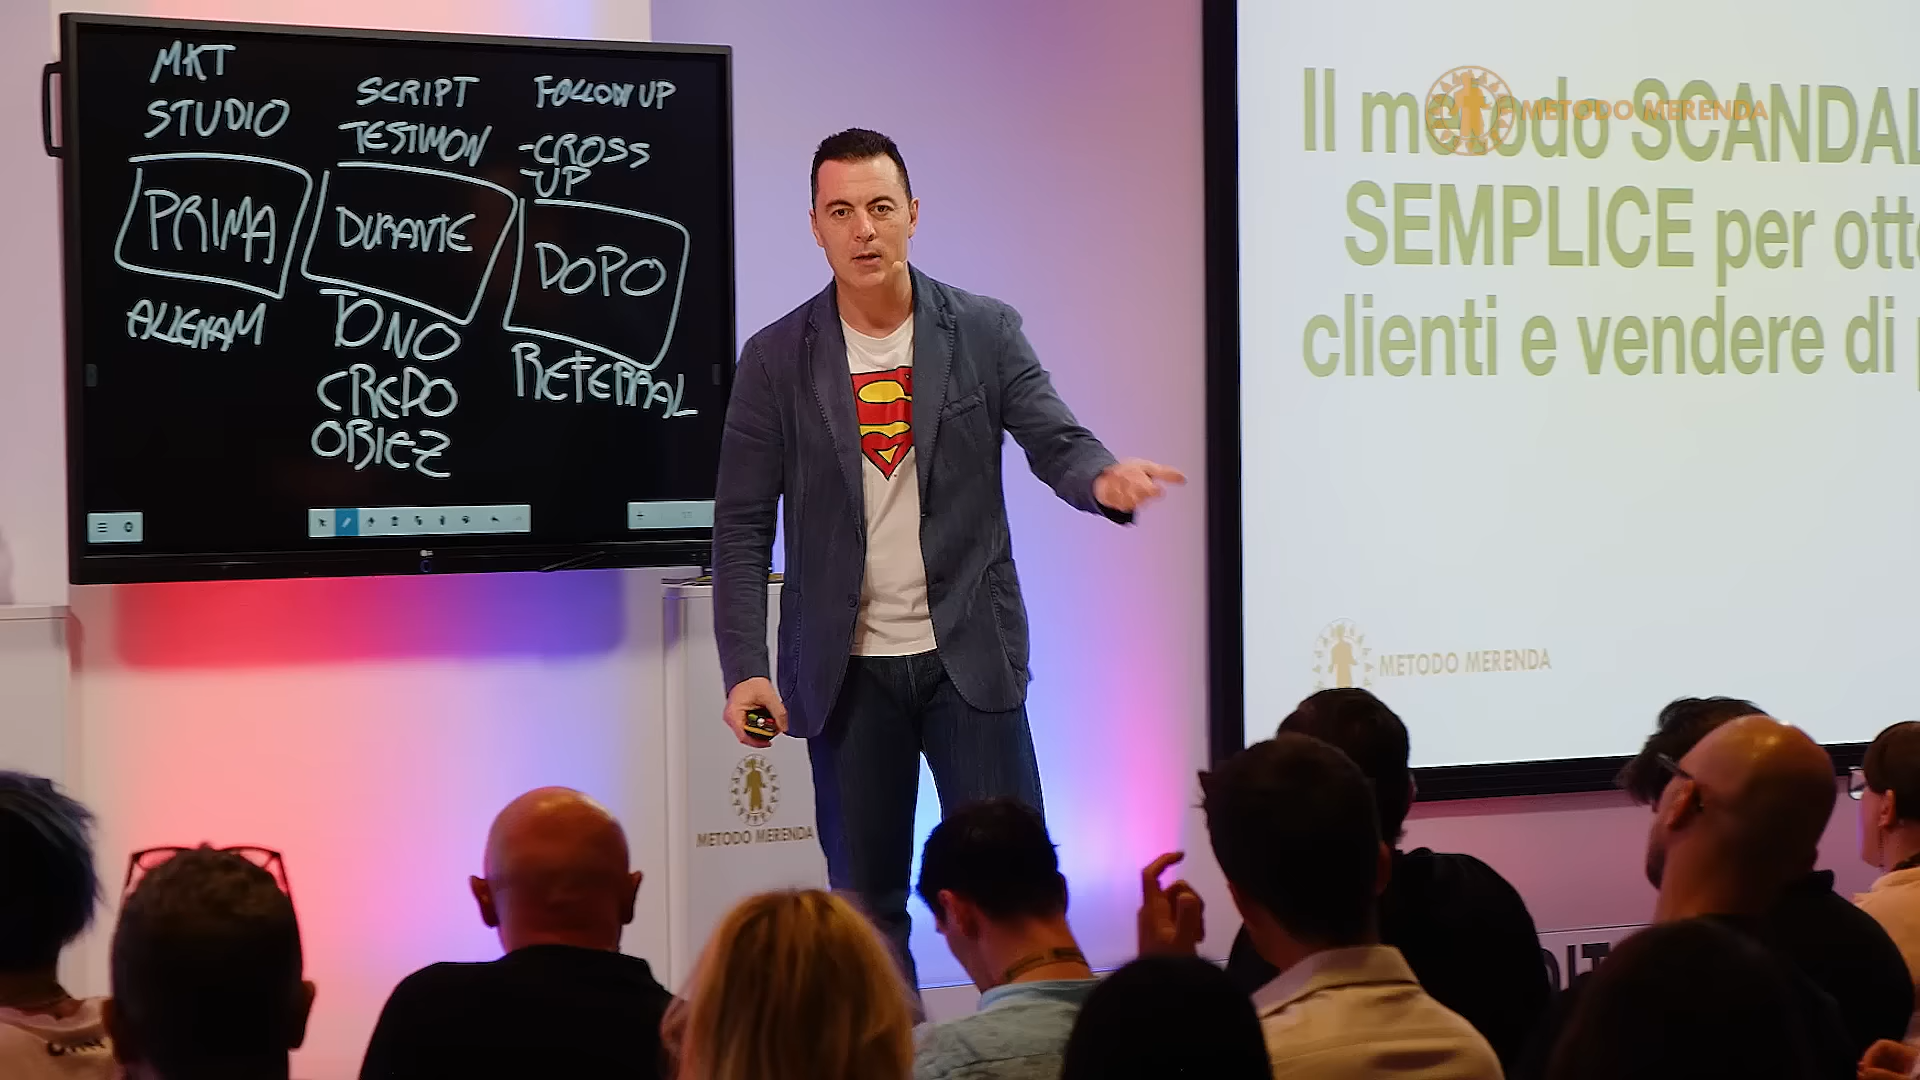 MKT
STUDIO
PRIMA
ALLENAM
SCRIPT
TESTIMON
DURANTE
TONO
CREDO
OBIEZ
FOLLOW UP
-CROSS
-UP
DOPO
REFERRAL
Il metodo SCANDAL
SEMPLICE per otte
clienti e vendere di p
METODO MERENDA
METODO MERENDA
METODO MERENDA